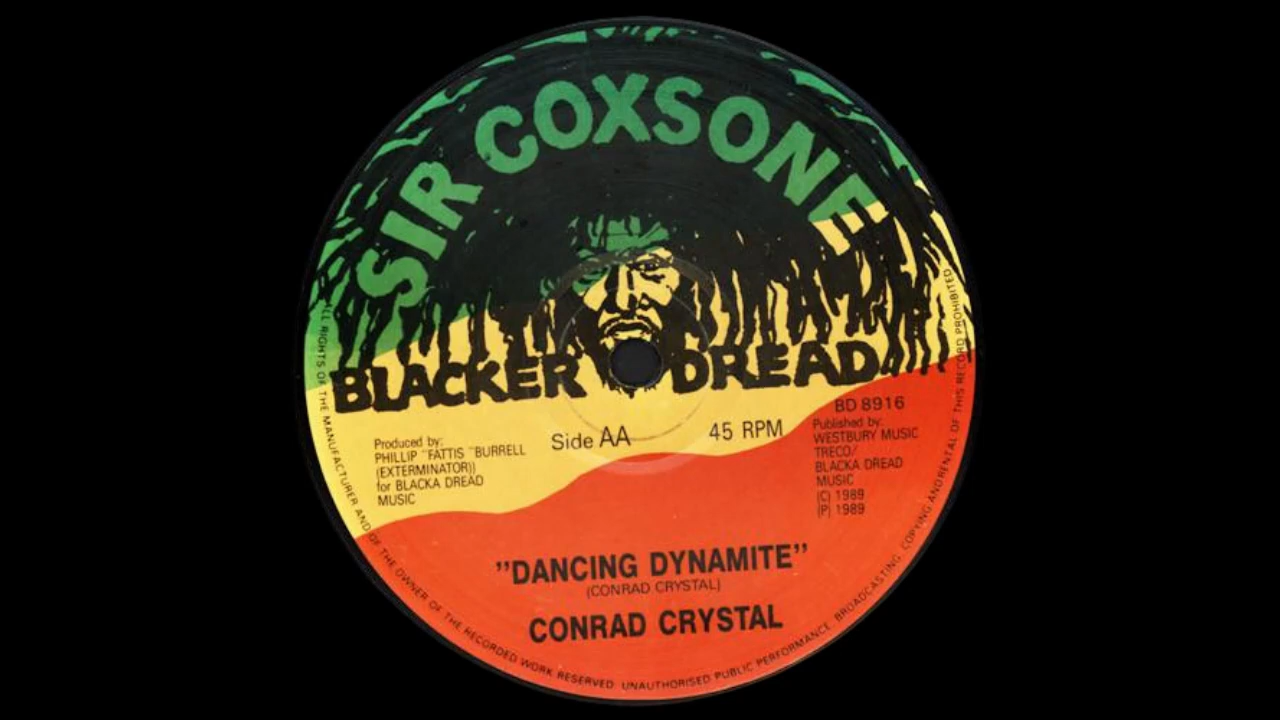 SIR COXSONE
BLACKER DREAD
BD 8916
Produced by:
PHILLIP "FATTIS "BURRELL
(EXTERMINATOR))
for BLACKA DREAD
MUSIC
Side AA
45 RPM
Published by:
WESTBURY MUSIC
TRECO/
BLACKA DREAD
MUSIC
(C) 1989
(P) 1989
"DANCING DYNAMITE"
(CONRAD CRYSTAL)
CONRAD CRYSTAL
ALL RIGHTS OF THE MANUFACTURER AND OF THE OWNER OF THE RECORDED WORK RESERVED. UNAUTHORISED PUBLIC PERFORMANCE. BROADCASTING. COPYING ANDRENTAL OF THIS RECORD PROHIBITED